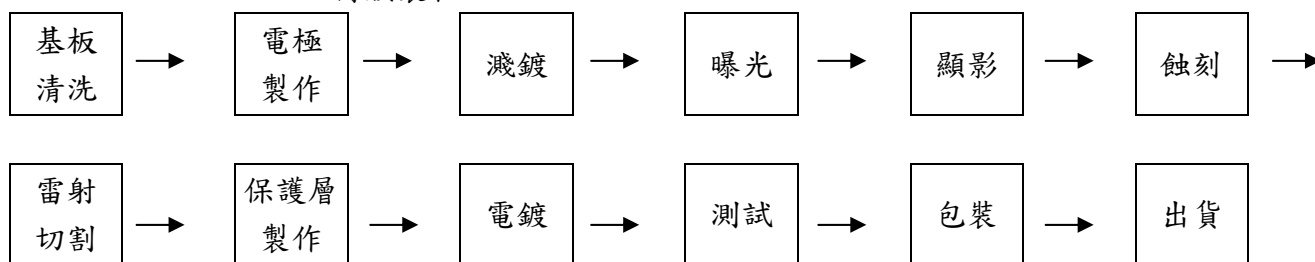 基板 → 電極 → 濺鍍 → 曝光 → 顯影 → 蝕刻 →
清洗 製作
雷射 → 保護層 → 電鍍 → 測試 → 包裝 → 出貨
切割 製作